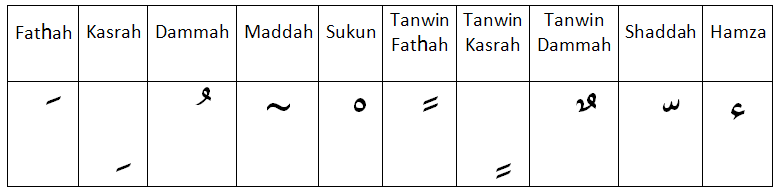 Fathah Kasrah Dammah Maddah Sukun Tanwin Fathah Tanwin Kasrah Tanwin Dammah Shaddah Hamza
َ ِ ُ ٓ ْ ً ٍ ٌ ّ ء